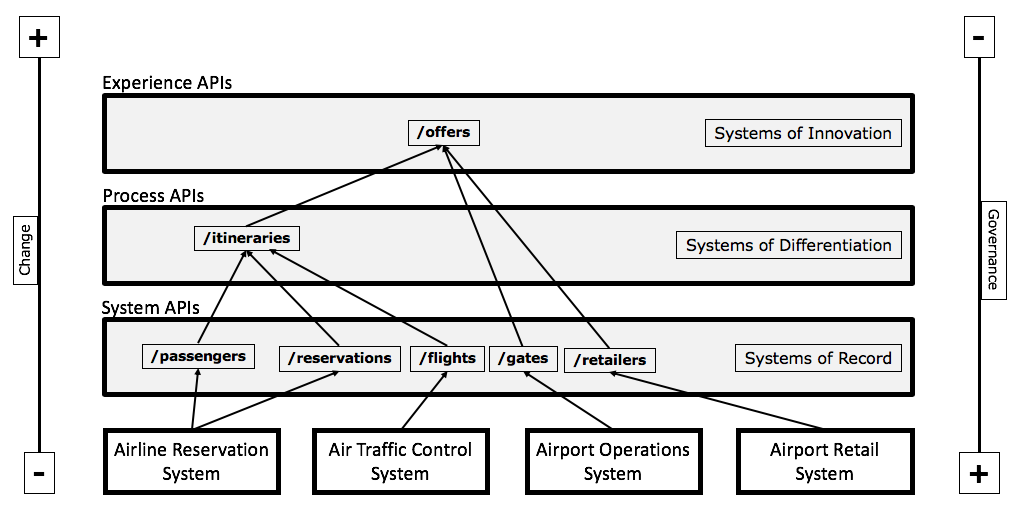 +
-
Experience APIs
/offers
Systems of Innovation
Process APIs
/itineraries
Systems of Differentiation
Change
Governance
System APIs
/passengers
/reservations
/flights
/gates
/retailers
Systems of Record
Airline Reservation
System
Air Traffic Control
System
Airport Operations
System
Airport Retail
System
-
+